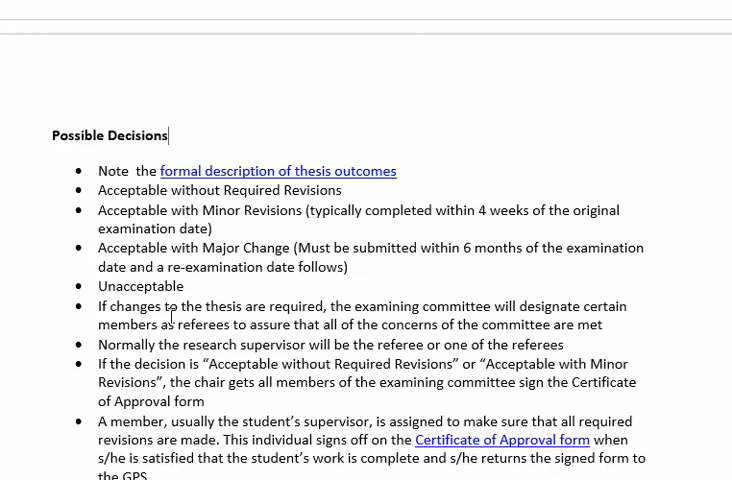 Possible Decisions
• Note  the formal description of thesis outcomes
• Acceptable without Required Revisions
• Acceptable with Minor Revisions (typically completed within 4 weeks of the original
examination date)
• Acceptable with Major Change (Must be submitted within 6 months of the examination
date and a re-examination date follows)
• Unacceptable
• If changes to the thesis are required, the examining committee will designate certain
members as referees to assure that all of the concerns of the committee are met
• Normally the research supervisor will be the referee or one of the referees
• If the decision is “Acceptable without Required Revisions” or “Acceptable with Minor
Revisions”, the chair gets all members of the examining committee sign the Certificate
of Approval form
• A member, usually the student’s supervisor, is assigned to make sure that all required
revisions are made. This individual signs off on the Certificate of Approval form when
s/he is satisfied that the student’s work is complete and s/he returns the signed form to
the GPS